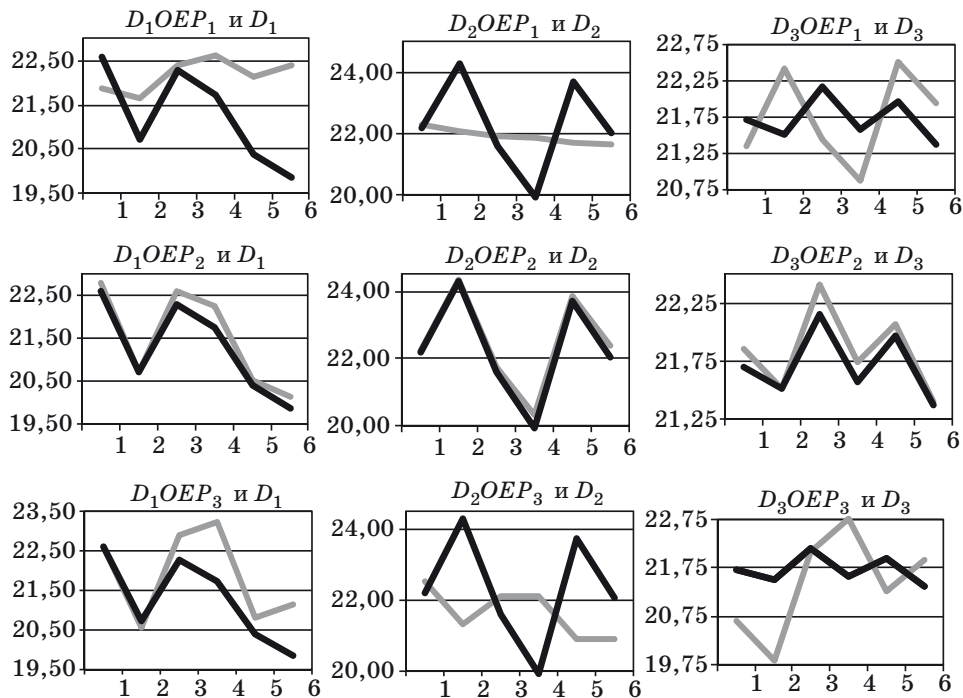 D₁OEP₁ и D₁
22,50
21,50
20,50
19,50
1 2 3 4 5 6
D₂OEP₁ и D₂
24,00
22,00
20,00
1 2 3 4 5 6
D₃OEP₁ и D₃
22,75
22,25
21,75
21,25
20,75
1 2 3 4 5 6
D₁OEP₂ и D₁
22,50
21,50
20,50
19,50
1 2 3 4 5 6
D₂OEP₂ и D₂
24,00
22,00
20,00
1 2 3 4 5 6
D₃OEP₂ и D₃
22,25
21,75
21,25
1 2 3 4 5 6
D₁OEP₃ и D₁
23,50
22,50
21,50
20,50
19,50
1 2 3 4 5 6
D₂OEP₃ и D₂
24,00
22,00
20,00
1 2 3 4 5 6
D₃OEP₃ и D₃
22,75
21,75
20,75
19,75
1 2 3 4 5 6